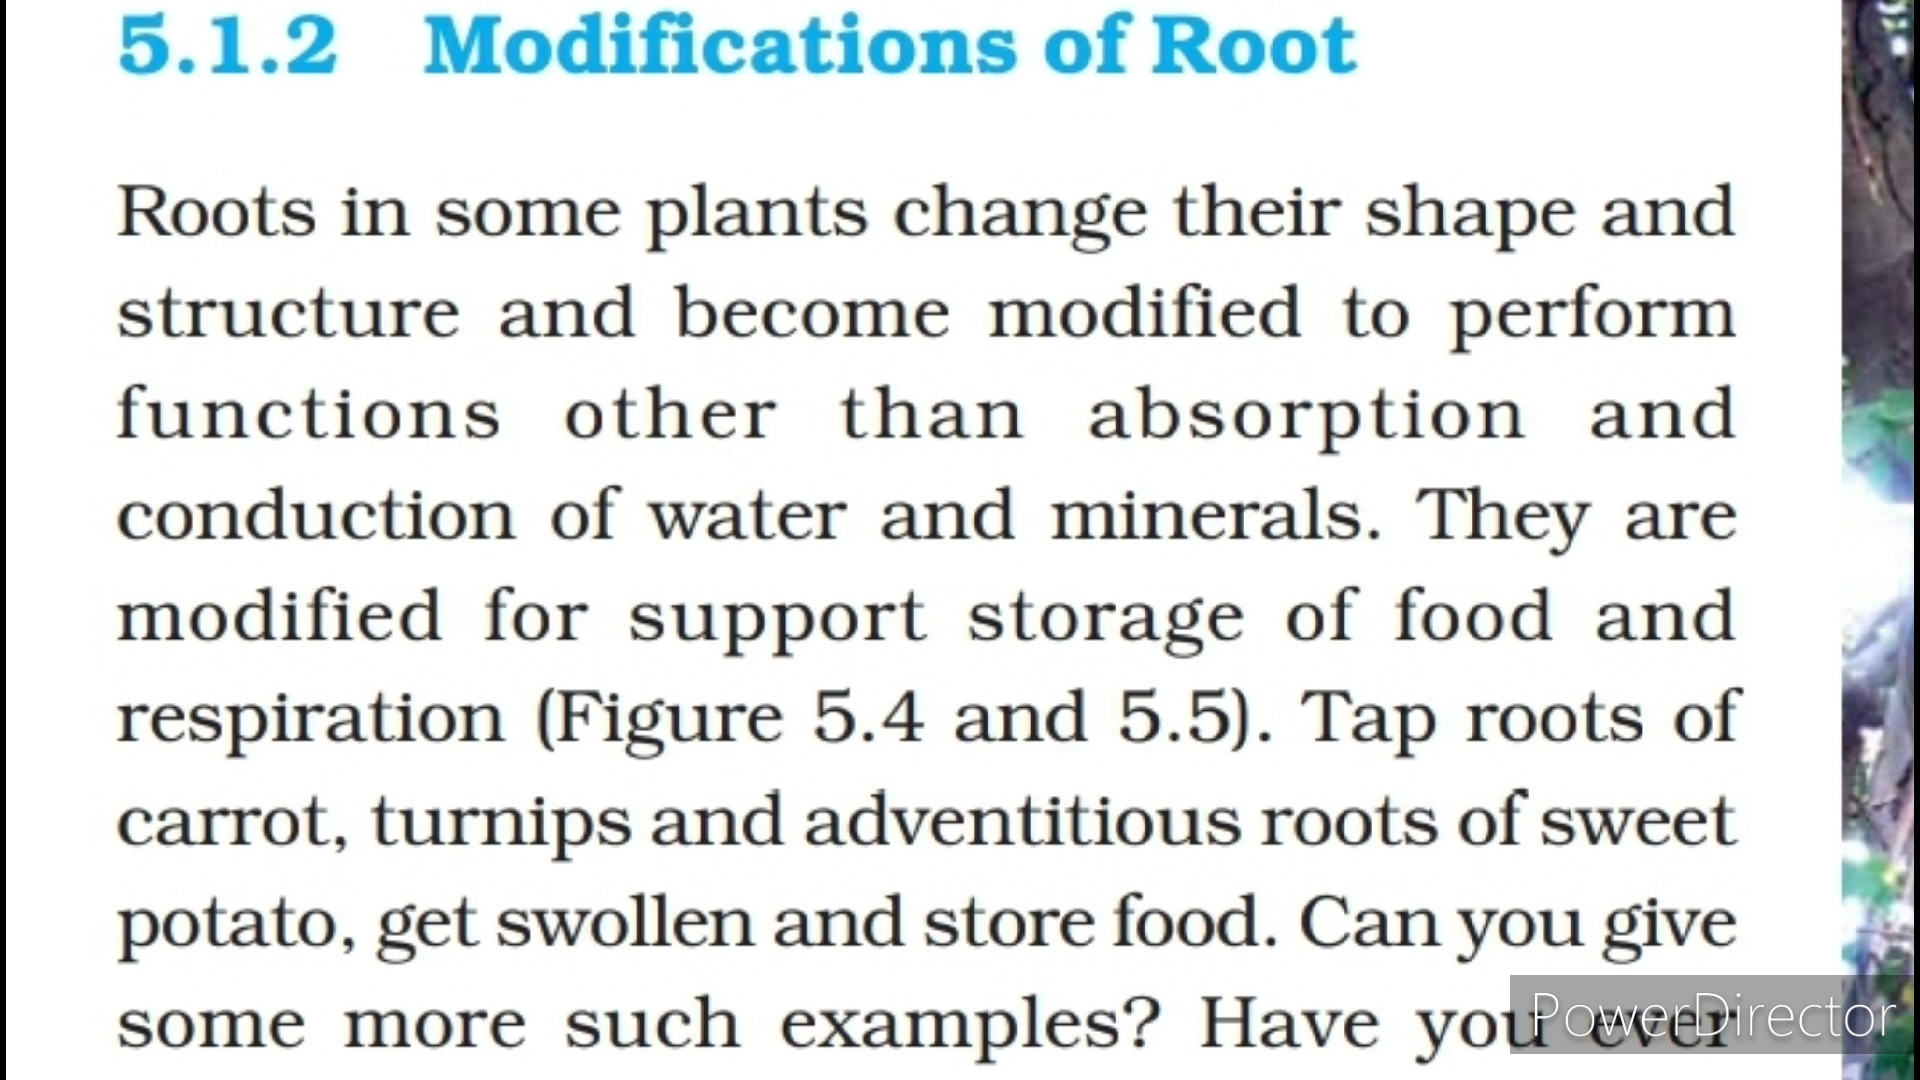 5.1.2 Modifications of Root
Roots in some plants change their shape and
structure and become modified to perform
functions other than absorption and
conduction of water and minerals. They are
modified for support storage of food and
respiration (Figure 5.4 and 5.5). Tap roots of
carrot, turnips and adventitious roots of sweet
potato, get swollen and store food. Can you give
some more such examples? Have you ever
PowerDirector